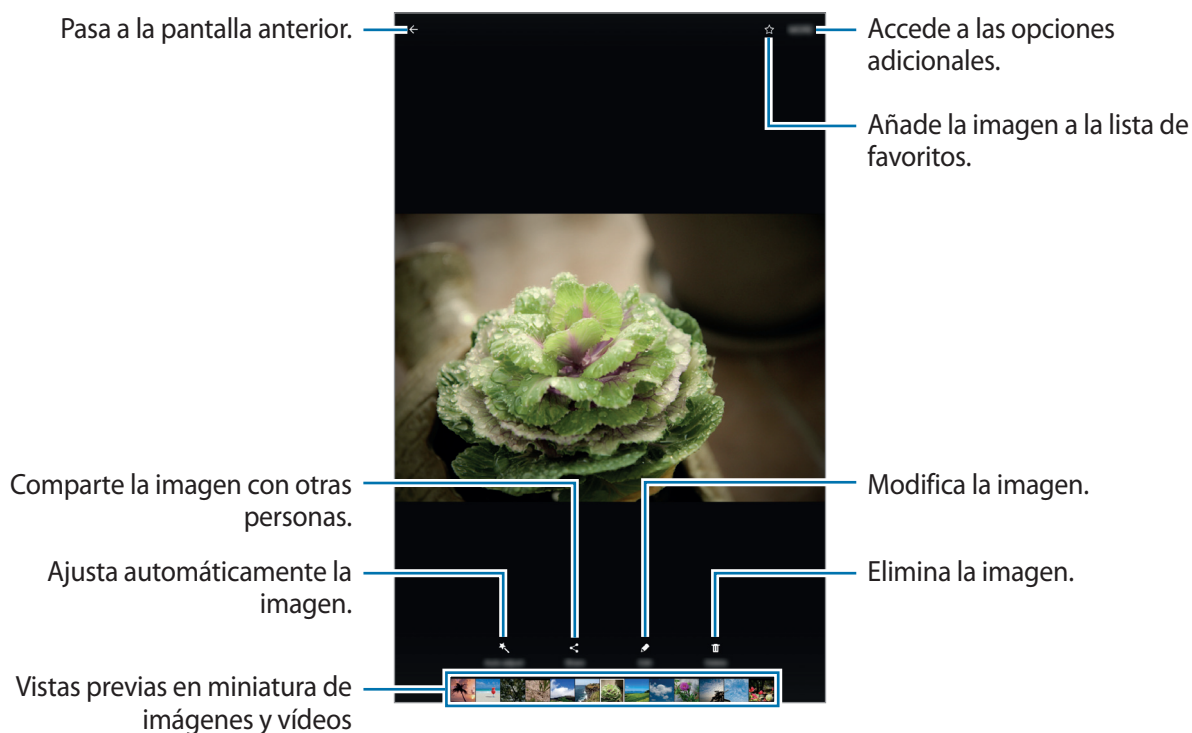 Pasa a la pantalla anterior.
Accede a las opciones
adicionales.
Añade la imagen a la lista de
favoritos.
Comparte la imagen con otras
personas.
Modifica la imagen.
Ajusta automáticamente la
imagen.
Elimina la imagen.
Vistas previas en miniatura de
imágenes y vídeos